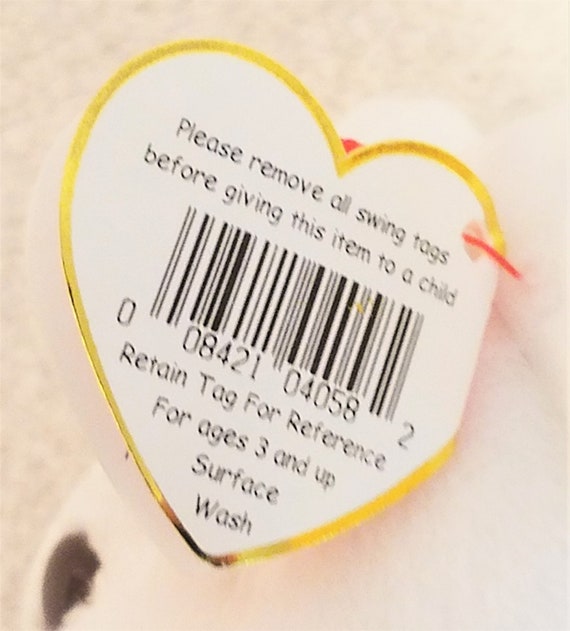 Please remove all swing tags
before giving this item to a child
0 08421 04058 2
Retain Tag For Reference
For ages 3 and up
Surface
Wash